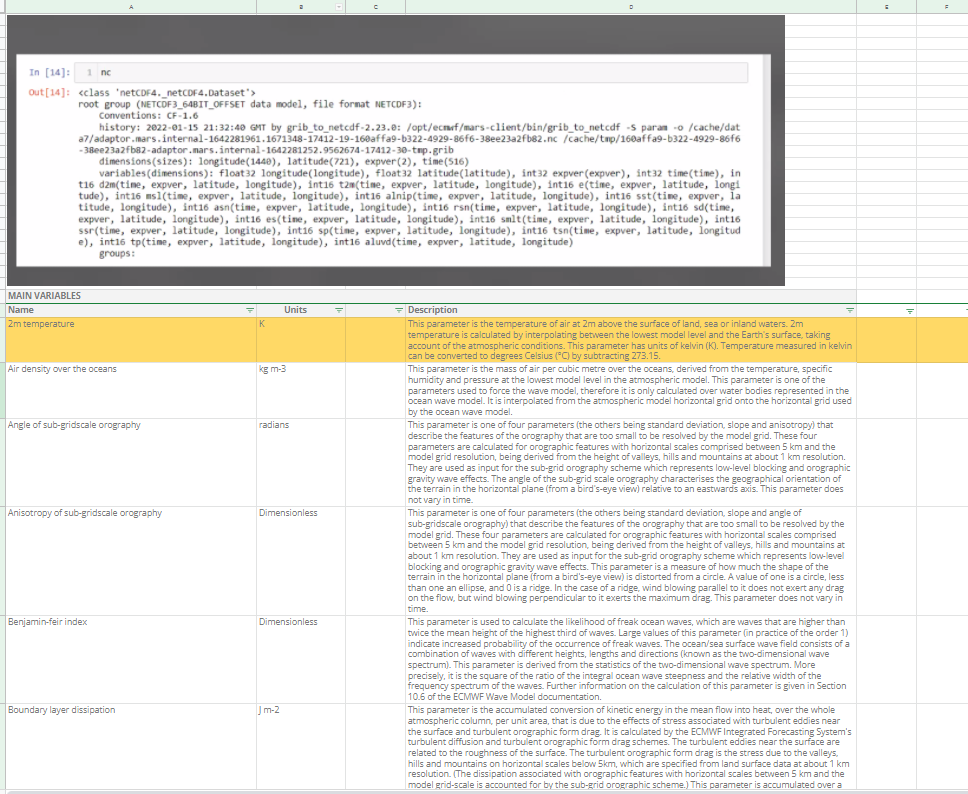 A B C D E F
In [14]: 1 nc
Out[14]: <class 'netCDF4._netCDF4.Dataset'>
root group (NETCDF3_64BIT_OFFSET data model, file format NETCDF3):
Conventions: CF-1.6
history: 2022-01-15 21:32:40 GMT by grib_to_netcdf-2.23.0: /opt/ecmwf/mars-client/bin/grib_to_netcdf -S param -o /cache/dat
a7/adaptor.mars.internal-1642281961.1671348-17412-19-160affa9-b322-4929-86f6-38ee23a2fb82.nc /cache/tmp/160affa9-b322-4929-86f6
-38ee23a2fb82-adaptor.mars.internal-1642281252.9562674-17412-30-tmp.grib
dimensions(sizes): longitude(1440), latitude(721), expver(2), time(516)
variables(dimensions): float32 longitude(longitude), float32 latitude(latitude), int32 expver(expver), int32 time(time), in
t16 d2m(time, expver, latitude, longitude), int16 t2m(time, expver, latitude, longitude), int16 e(time, expver, latitude, longi
tude), int16 msl(time, expver, latitude, longitude), int16 alnip(time, expver, latitude, longitude), int16 sst(time, expver, la
titude, longitude), int16 asn(time, expver, latitude, longitude), int16 rsn(time, expver, latitude, longitude), int16 sd(time,
expver, latitude, longitude), int16 es(time, expver, latitude, longitude), int16 smlt(time, expver, latitude, longitude), int16
ssr(time, expver, latitude, longitude), int16 sp(time, expver, latitude, longitude), int16 tsn(time, expver, latitude, longitud
e), int16 tp(time, expver, latitude, longitude), int16 aluvd(time, expver, latitude, longitude)
groups:
MAIN VARIABLES
Name Units Description
2m temperature K This parameter is the temperature of air at 2m above the surface of land, sea or inland waters. 2m
temperature is calculated by interpolating between the lowest model level and the Earth's surface, taking
account of the atmospheric conditions. This parameter has units of kelvin (K). Temperature measured in kelvin
can be converted to degrees Celsius (°C) by subtracting 273.15.
Air density over the oceans kg m-3 This parameter is the mass of air per cubic metre over the oceans, derived from the temperature, specific
humidity and pressure at the lowest model level in the atmospheric model. This parameter is one of the
parameters used to force the wave model, therefore it is only calculated over water bodies represented in the
ocean wave model. It is interpolated from the atmospheric model horizontal grid onto the horizontal grid used
by the ocean wave model.
Angle of sub-gridscale orography radians This parameter is one of four parameters (the others being standard deviation, slope and anisotropy) that
describe the features of the orography that are too small to be resolved by the model grid. These four
parameters are calculated for orographic features with horizontal scales comprised between 5 km and the
model grid resolution, being derived from the height of valleys, hills and mountains at about 1 km resolution.
They are used as input for the sub-grid orography scheme which represents low-level blocking and orographic
gravity wave effects. The angle of the sub-grid scale orography characterises the geographical orientation of
the terrain in the horizontal plane (from a bird's-eye view) relative to an eastwards axis. This parameter does
not vary in time.
Anisotropy of sub-gridscale orography Dimensionless This parameter is one of four parameters (the others being standard deviation, slope and angle of
sub-gridscale orography) that describe the features of the orography that are too small to be resolved by the
model grid. These four parameters are calculated for orographic features with horizontal scales comprised
between 5 km and the model grid resolution, being derived from the height of valleys, hills and mountains at
about 1 km resolution. They are used as input for the sub-grid orography scheme which represents low-level
blocking and orographic gravity wave effects. This parameter is a measure of how much the shape of the
terrain in the horizontal plane (from a bird's-eye view) is distorted from a circle. A value of one is a circle, less
than one an ellipse, and 0 is a ridge. In the case of a ridge, wind blowing parallel to it does not exert any drag
on the flow, but wind blowing perpendicular to it exerts the maximum drag. This parameter does not vary in
time.
Benjamin-feir index Dimensionless This parameter is used to calculate the likelihood of freak ocean waves, which are waves that are higher than
twice the mean height of the highest third of waves. Large values of this parameter (in practice of the order 1)
indicate increased probability of the occurrence of freak waves. The ocean/sea surface wave field consists of a
combination of waves with different heights, lengths and directions (known as the two-dimensional wave
spectrum). This parameter is derived from the statistics of the two-dimensional wave spectrum. More
precisely, it is the square of the ratio of the integral ocean wave steepness and the relative width of the
frequency spectrum of the waves. Further information on the calculation of this parameter is given in Section
10.6 of the ECMWF Wave Model documentation.
Boundary layer dissipation J m-2 This parameter is the accumulated conversion of kinetic energy in the mean flow into heat, over the whole
atmospheric column, per unit area, that is due to the effects of stress associated with turbulent eddies near
the surface and turbulent orographic form drag. It is calculated by the ECMWF Integrated Forecasting System's
turbulent diffusion and turbulent orographic form drag schemes. The turbulent eddies near the surface are
related to the roughness of the surface. The turbulent orographic form drag is the stress due to the valleys,
hills and mountains on horizontal scales below 5km, which are specified from land surface data at about 1 km
resolution. (The dissipation associated with orographic features with horizontal scales between 5 km and the
model grid-scale is accounted for by the sub-grid orographic scheme.) This parameter is accumulated over a